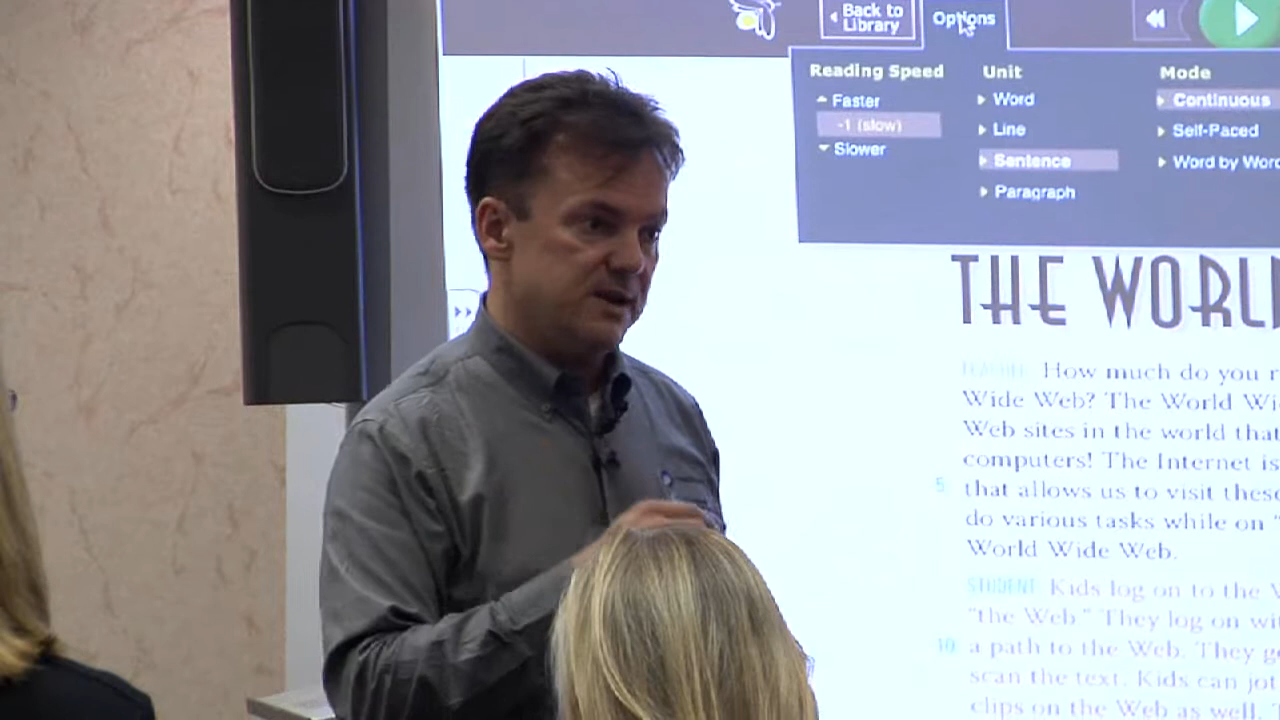 Back to
Library
Options
Reading Speed
Unit
Mode
Faster
Word
Continuous
-1 (slow)
Line
Self-Paced
Slower
Sentence
Word by Word
Paragraph
THE WORL
TEACHER: How much do you r
Wide Web? The World Wi
Web sites in the world that
computers! The Internet is
5 that allows us to visit these
do various tasks while on "
World Wide Web.
STUDENT: Kids log on to the
"the Web." They log on wit
10 a path to the Web. They ge
scan the text. Kids can jot
clips on the Web as well. T